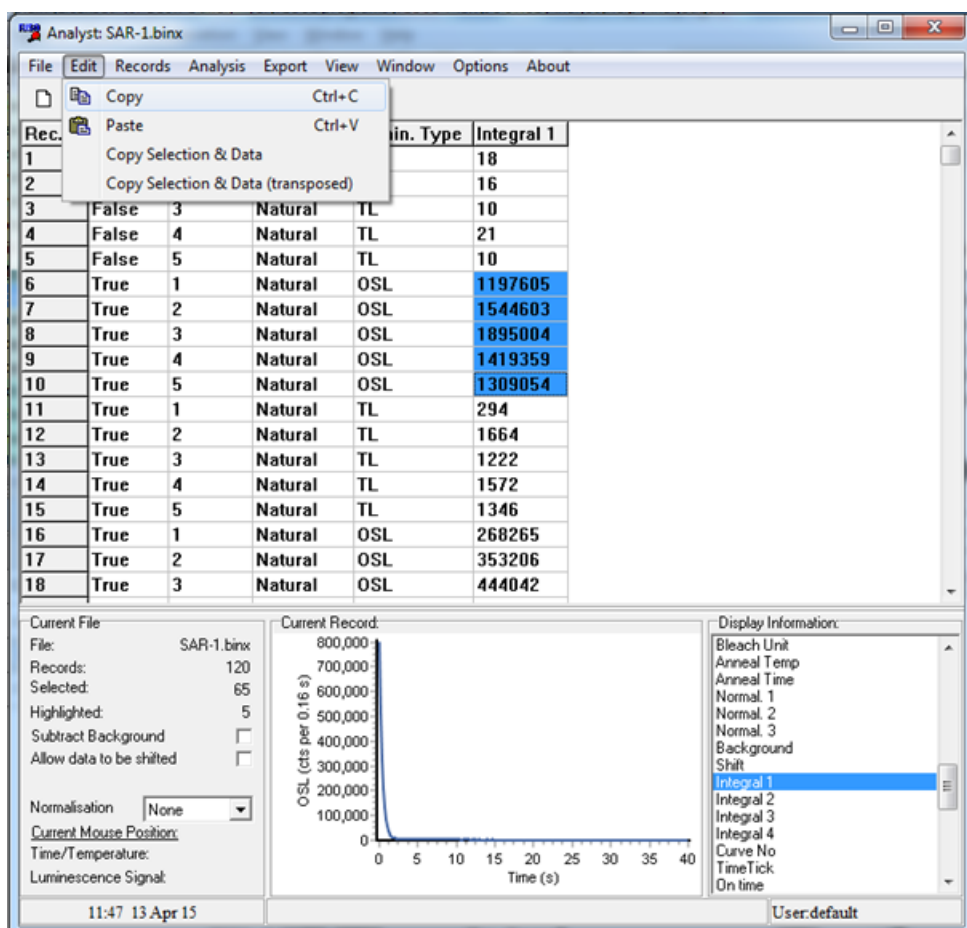 Analyst: SAR-1.binx
File Edit Records Analysis Export View Window Options About
Copy Ctrl+C
Paste Ctrl+V
Copy Selection & Data
Copy Selection & Data (transposed)
Rec. in. Type Integral 1
1 18
2 16
3 False 3 Natural TL 10
4 False 4 Natural TL 21
5 False 5 Natural TL 10
6 True 1 Natural OSL 1197605
7 True 2 Natural OSL 1544603
8 True 3 Natural OSL 1895004
9 True 4 Natural OSL 1419359
10 True 5 Natural OSL 1309054
11 True 1 Natural TL 294
12 True 2 Natural TL 1664
13 True 3 Natural TL 1222
14 True 4 Natural TL 1572
15 True 5 Natural TL 1346
16 True 1 Natural OSL 268265
17 True 2 Natural OSL 353206
18 True 3 Natural OSL 444042
Current File
File: SAR-1.binx
Records: 120
Selected: 65
Highlighted: 5
Subtract Background
Allow data to be shifted
Normalisation None
Current Mouse Position:
Time/Temperature:
Luminescence Signal:
Current Record:
OSL (cts per 0.16 s)
800,000
700,000
600,000
500,000
400,000
300,000
200,000
100,000
0
0 5 10 15 20 25 30 35 40
Time (s)
Display Information:
Bleach Unit
Anneal Temp
Anneal Time
Normal. 1
Normal. 2
Normal. 3
Background
Shift
Integral 1
Integral 2
Integral 3
Integral 4
Curve No
TimeTick
On time
11:47 13 Apr 15
User:default